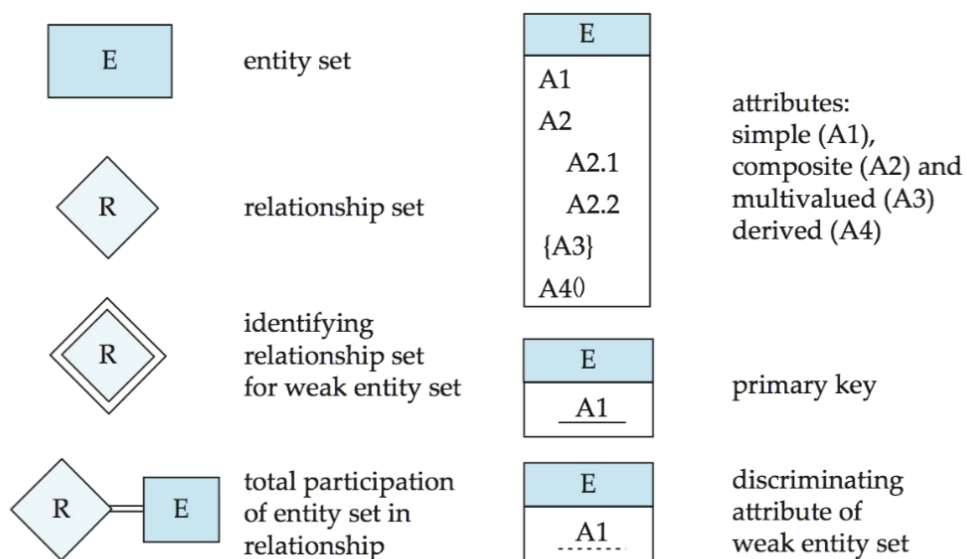 E
entity set
R
relationship set
R
identifying
relationship set
for weak entity set
R
E
total participation
of entity set in
relationship
E
A1
A2
A2.1
A2.2
{A3}
A4()
attributes:
simple (A1),
composite (A2) and
multivalued (A3)
derived (A4)
E
A1
primary key
E
A1
discriminating
attribute of
weak entity set